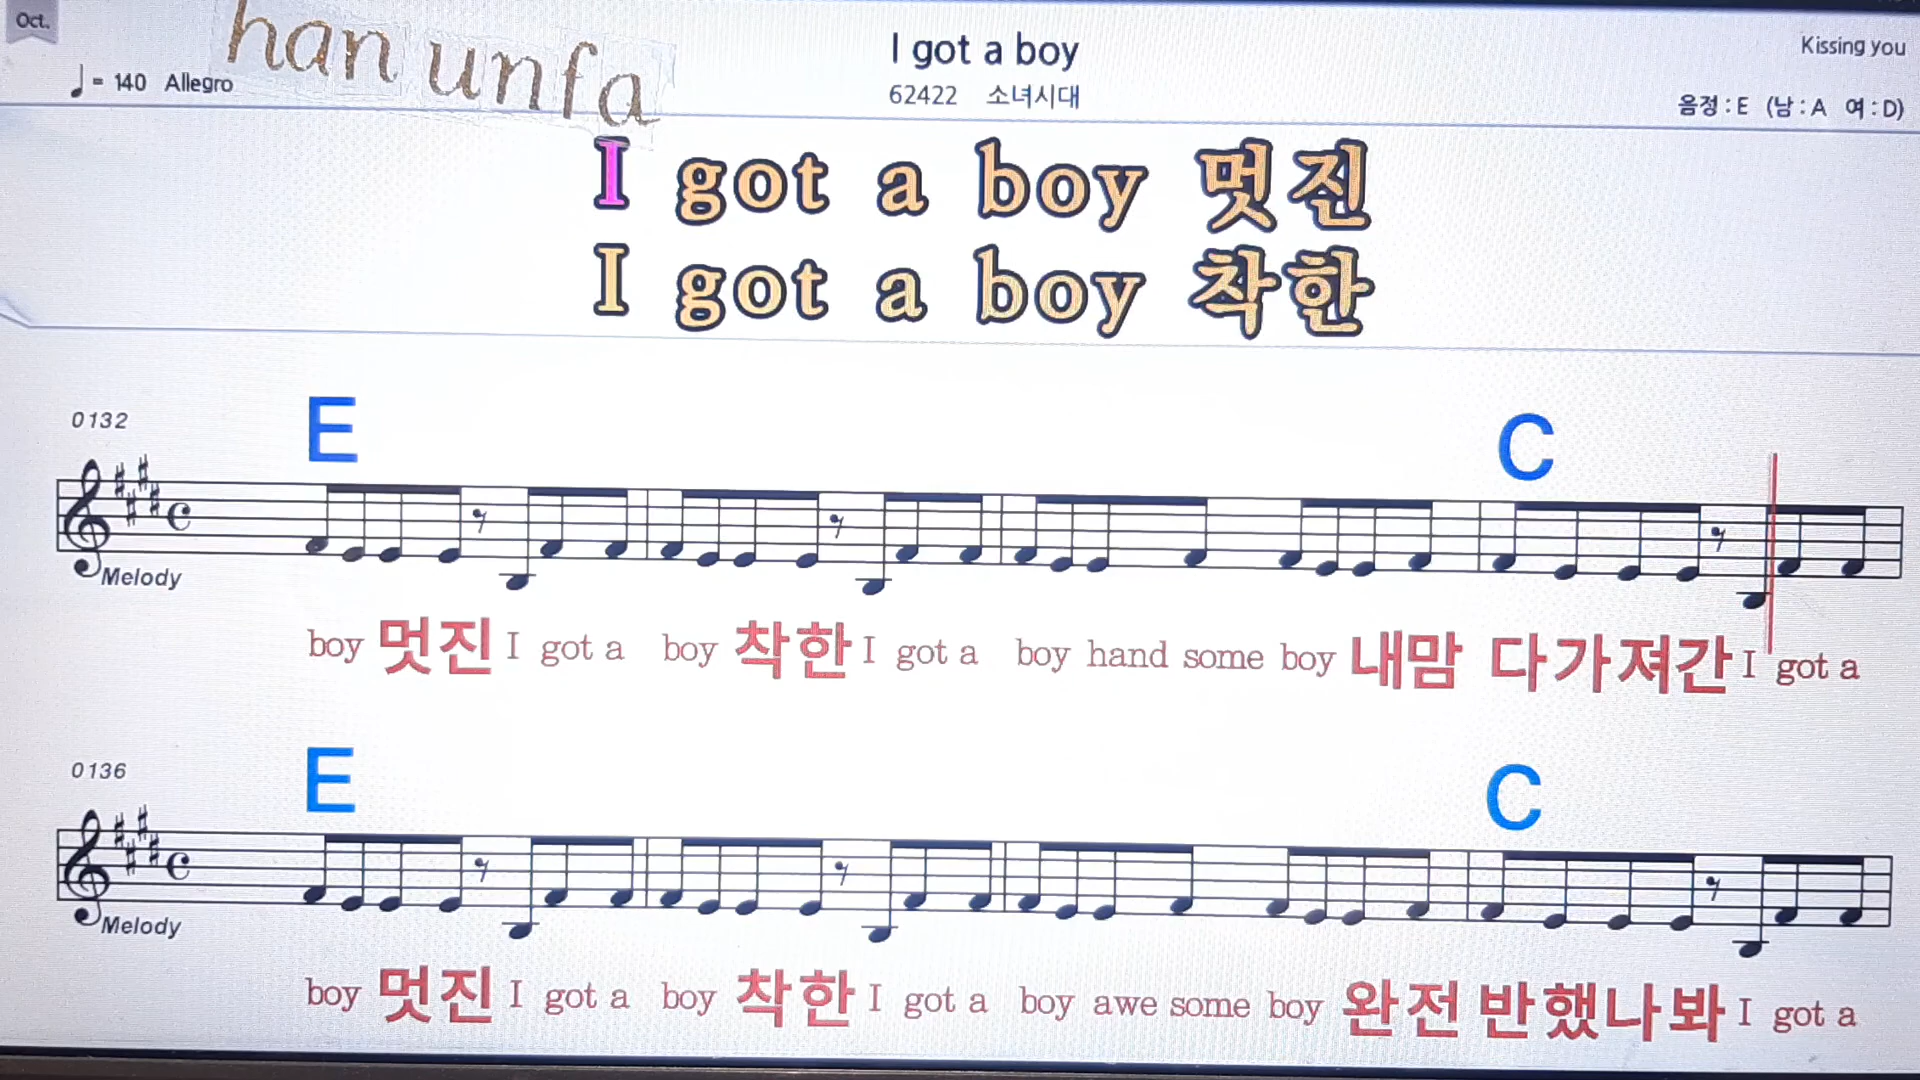 Oct.
han unfa
I got a boy
Kissing you
♩ = 140 Allegro
62422 소녀시대
음정 : E (남 : A 여 : D)
I got a boy 멋진
I got a boy 착한
0132
E C
Melody
boy 멋진 I got a boy 착한 I got a boy hand some boy 내맘 다가져간 I got a
0136
E C
Melody
boy 멋진 I got a boy 착한 I got a boy awe some boy 완전 반했나봐 I got a